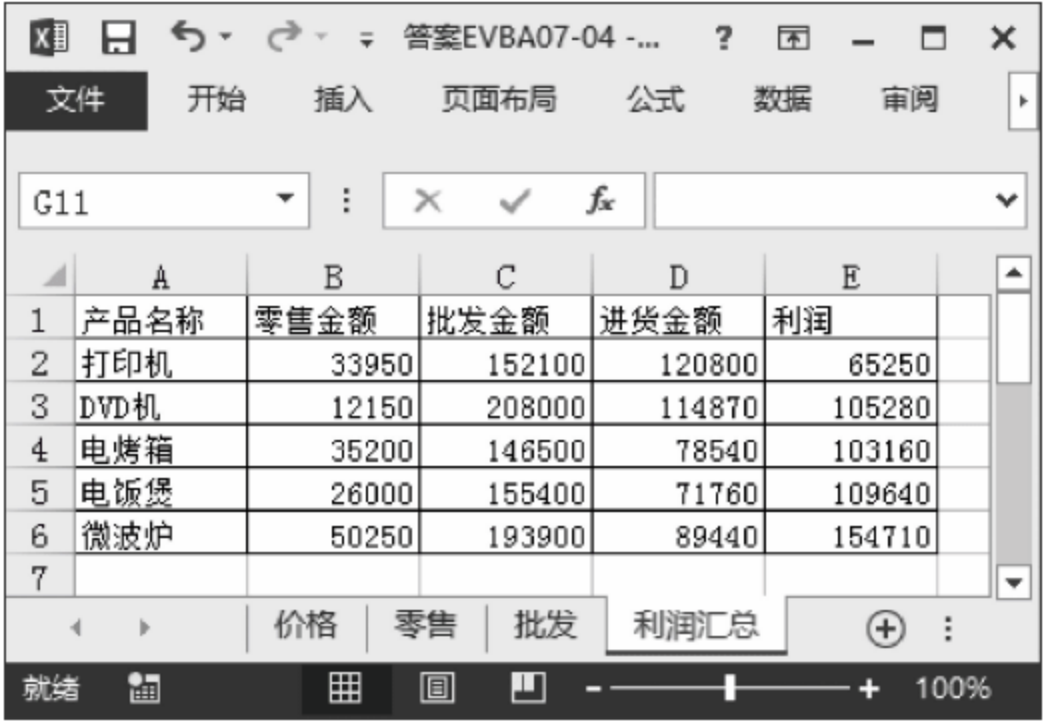 答案EVBA07-04 -... ?
文件 开始 插入 页面布局 公式 数据 审阅
G11 fx
A B C D E
1 产品名称 零售金额 批发金额 进货金额 利润
2 打印机 33950 152100 120800 65250
3 DVD机 12150 208000 114870 105280
4 电烤箱 35200 146500 78540 103160
5 电饭煲 26000 155400 71760 109640
6 微波炉 50250 193900 89440 154710
7
价格 零售 批发 利润汇总
就绪 100%